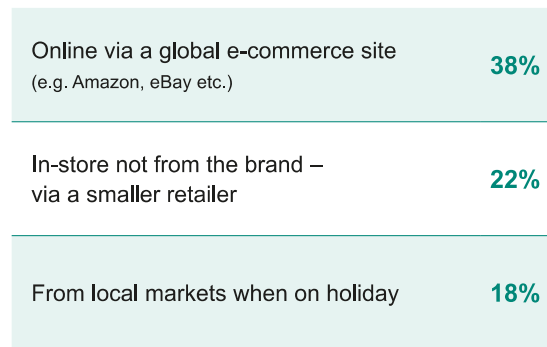 Online via a global e-commerce site
38%
(e.g. Amazon, eBay etc.)
In-store not from the brand –
22%
via a smaller retailer
From local markets when on holiday
18%